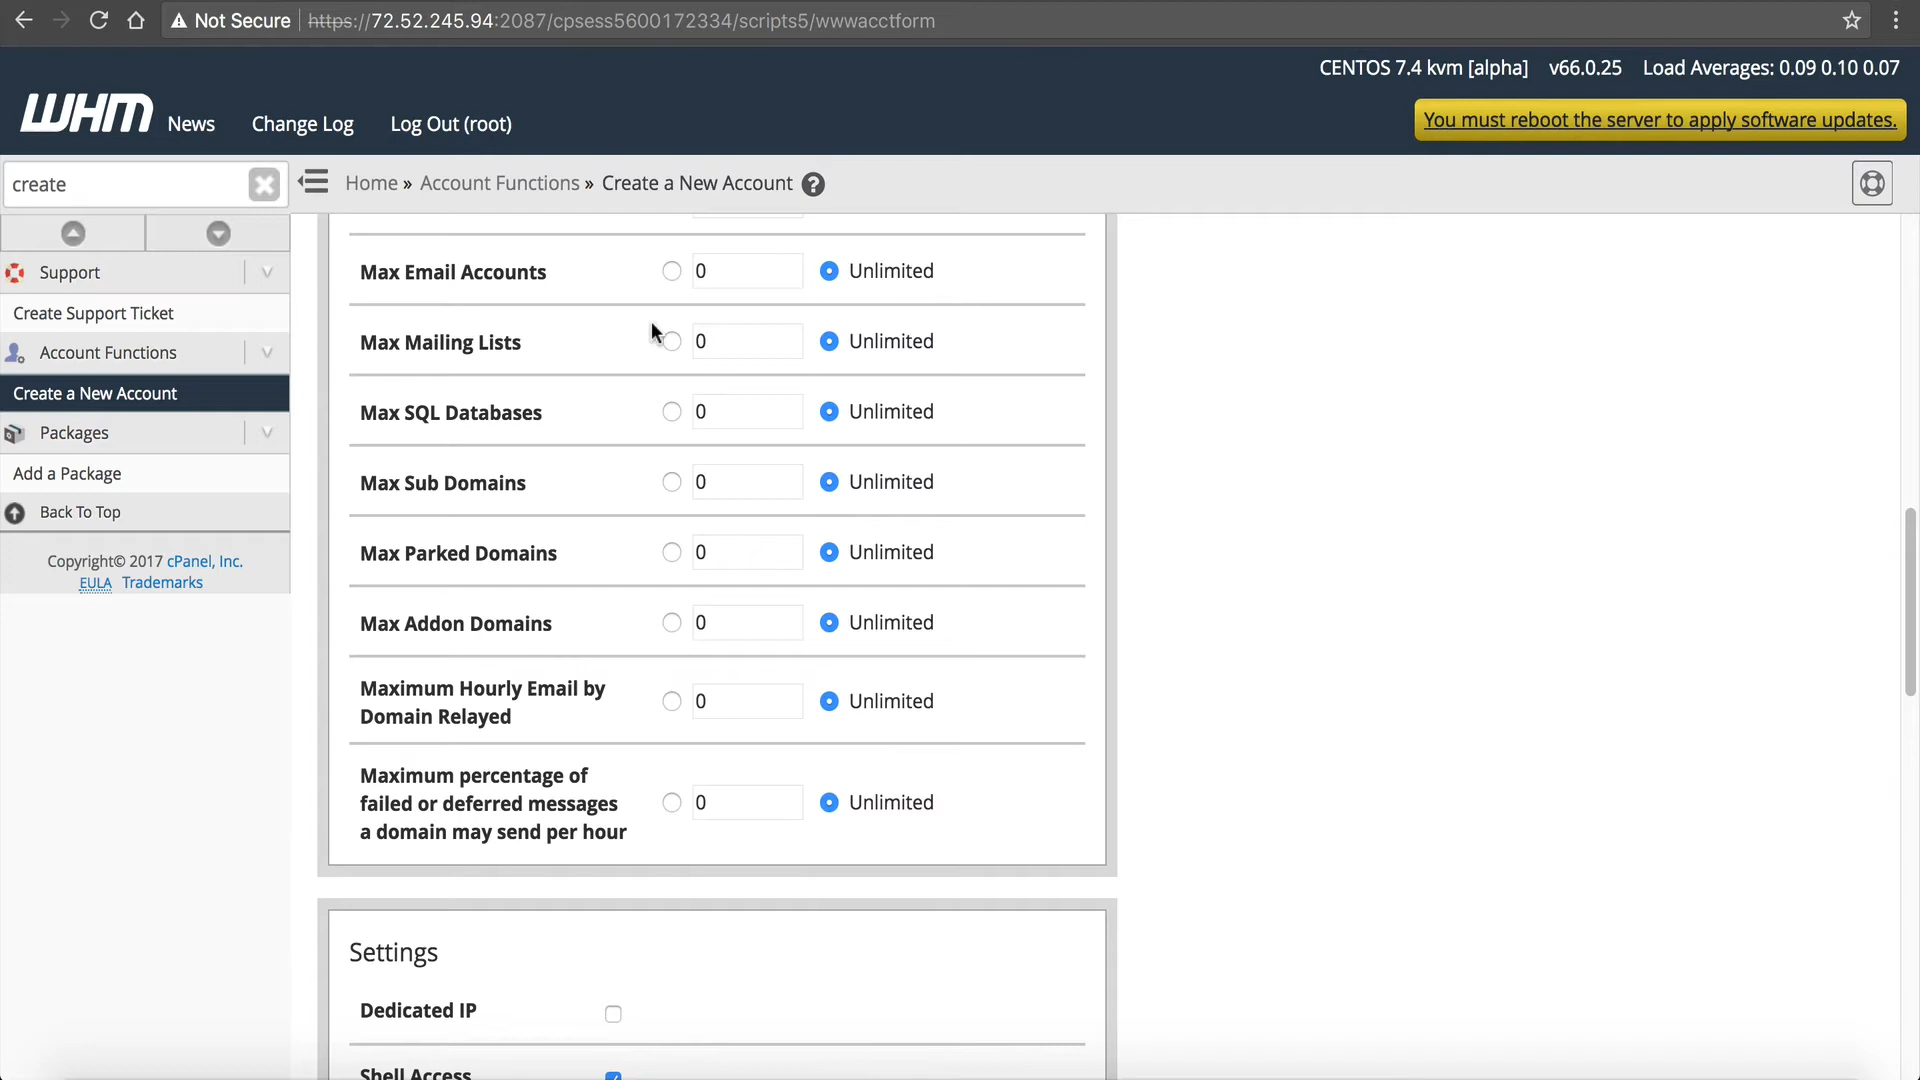 Not Secure https://72.52.245.94:2087/cpsess5600172334/scripts5/wwwacctform
CENTOS 7.4 kvm [alpha] v66.0.25 Load Averages: 0.09 0.10 0.07
WHM News Change Log Log Out (root)
You must reboot the server to apply software updates.
create
Home » Account Functions » Create a New Account ?
Support
Create Support Ticket
Account Functions
Create a New Account
Packages
Add a Package
Back To Top
Copyright© 2017 cPanel, Inc.
EULA Trademarks
Max Email Accounts 0 Unlimited
Max Mailing Lists 0 Unlimited
Max SQL Databases 0 Unlimited
Max Sub Domains 0 Unlimited
Max Parked Domains 0 Unlimited
Max Addon Domains 0 Unlimited
Maximum Hourly Email by
Domain Relayed 0 Unlimited
Maximum percentage of
failed or deferred messages 0 Unlimited
a domain may send per hour
Settings
Dedicated IP
Shell Access